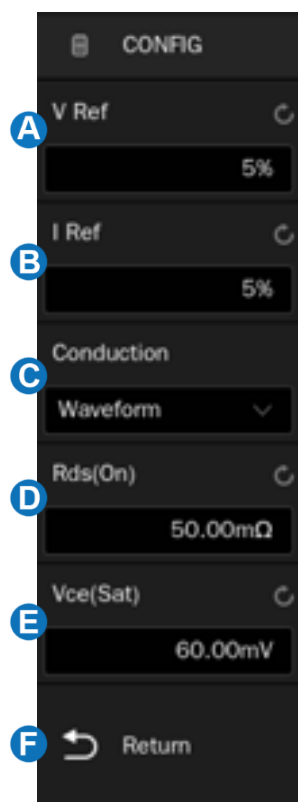 CONFIG
A
V Ref
5%
B
I Ref
5%
C
Conduction
Waveform
D
Rds(On)
50.00mΩ
E
Vce(Sat)
60.00mV
F Return